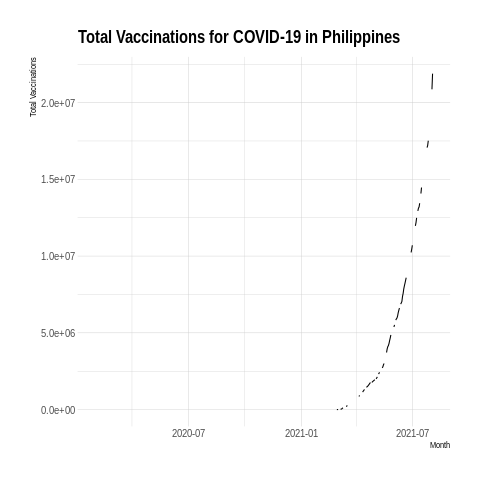 Total Vaccinations for COVID-19 in Philippines
Total Vaccinations
2.0e+07
1.5e+07
1.0e+07
5.0e+06
0.0e+00
2020-07
2021-01
2021-07
Month